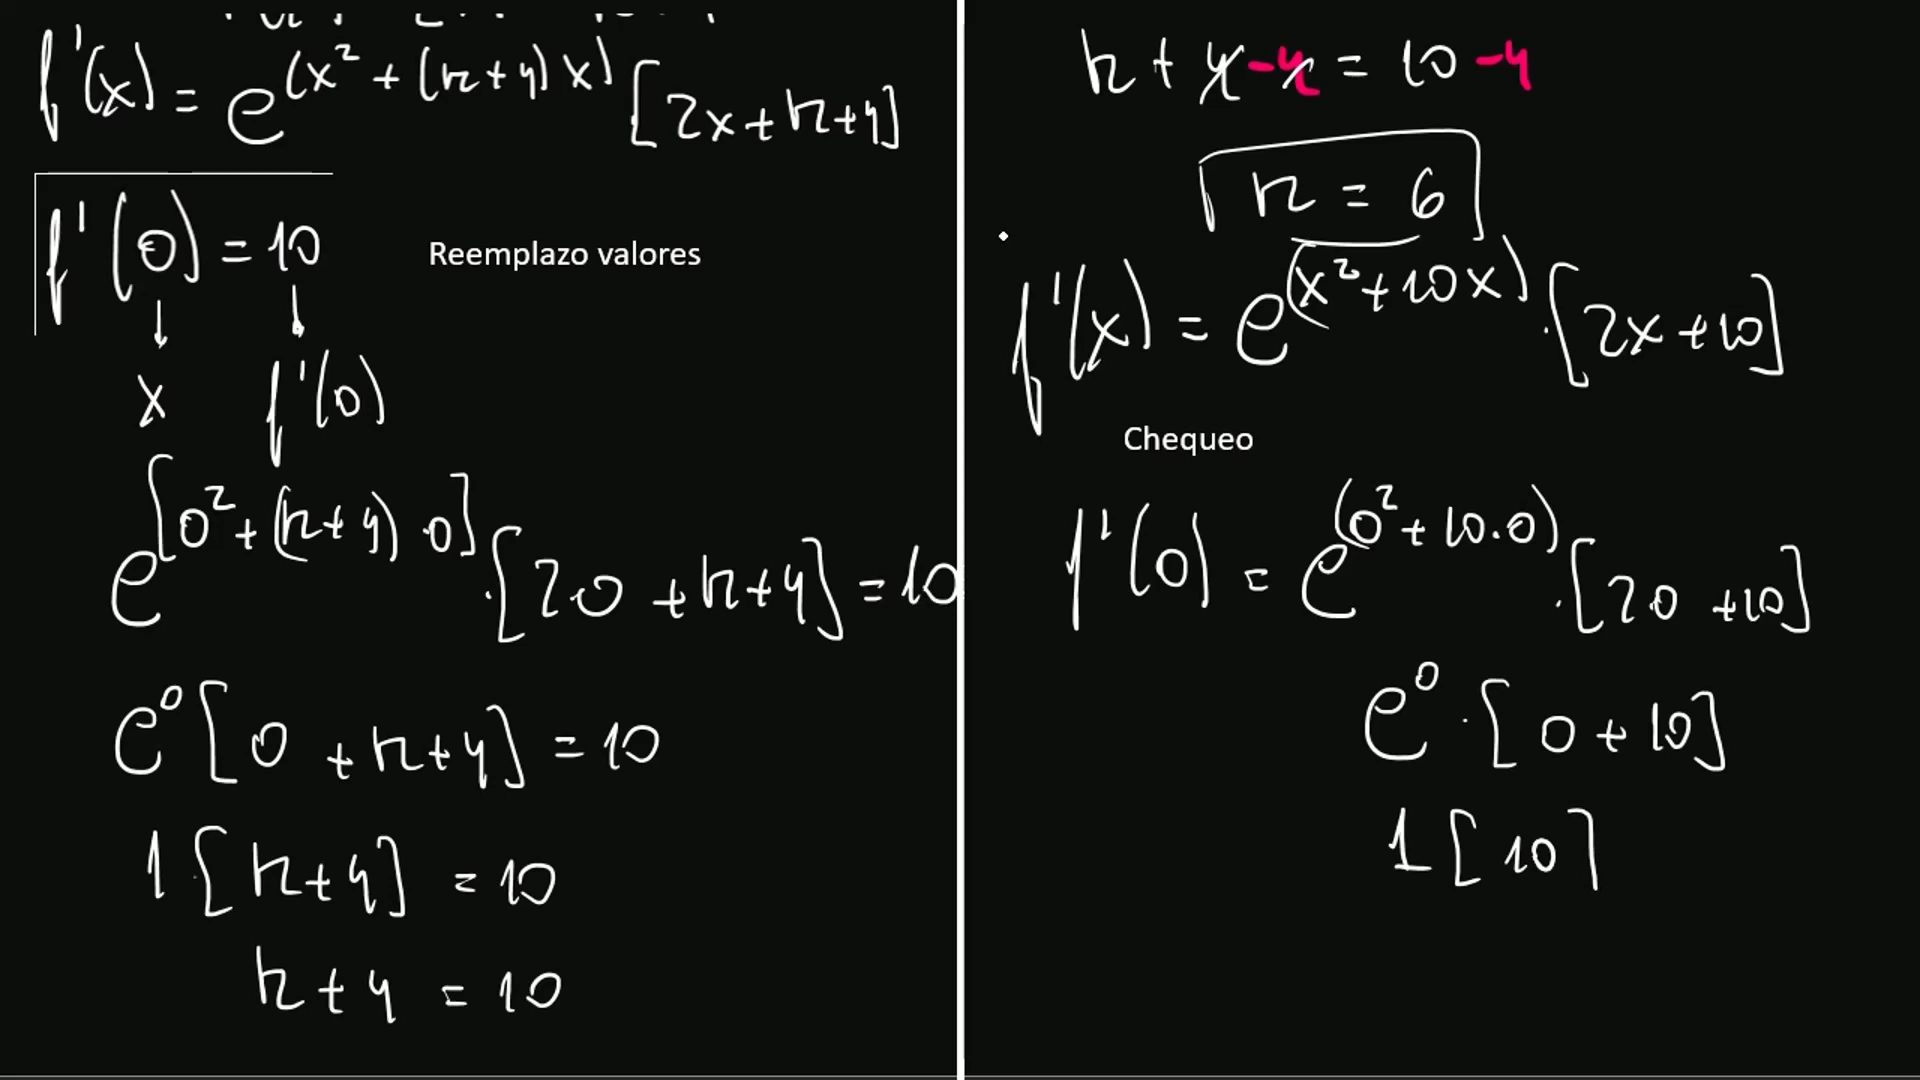 f'(x) = e^(x² + (k+4) x) [2x + k+4]
f'(0) = 10
Reemplazo valores
x f'(0)
e^[0² + (k+4) 0] · [2.0 + k+4] = 10
e⁰ [0 + k+4] = 10
1 [k+4] = 10
k+4 = 10
k + 4 - 4 = 10 - 4
k = 6
f'(x) = e^(x² + 10x) · [2x + 10]
Chequeo
f'(0) = e^(0² + 10.0) · [2.0 + 10]
e⁰ · [0 + 10]
1 [10]